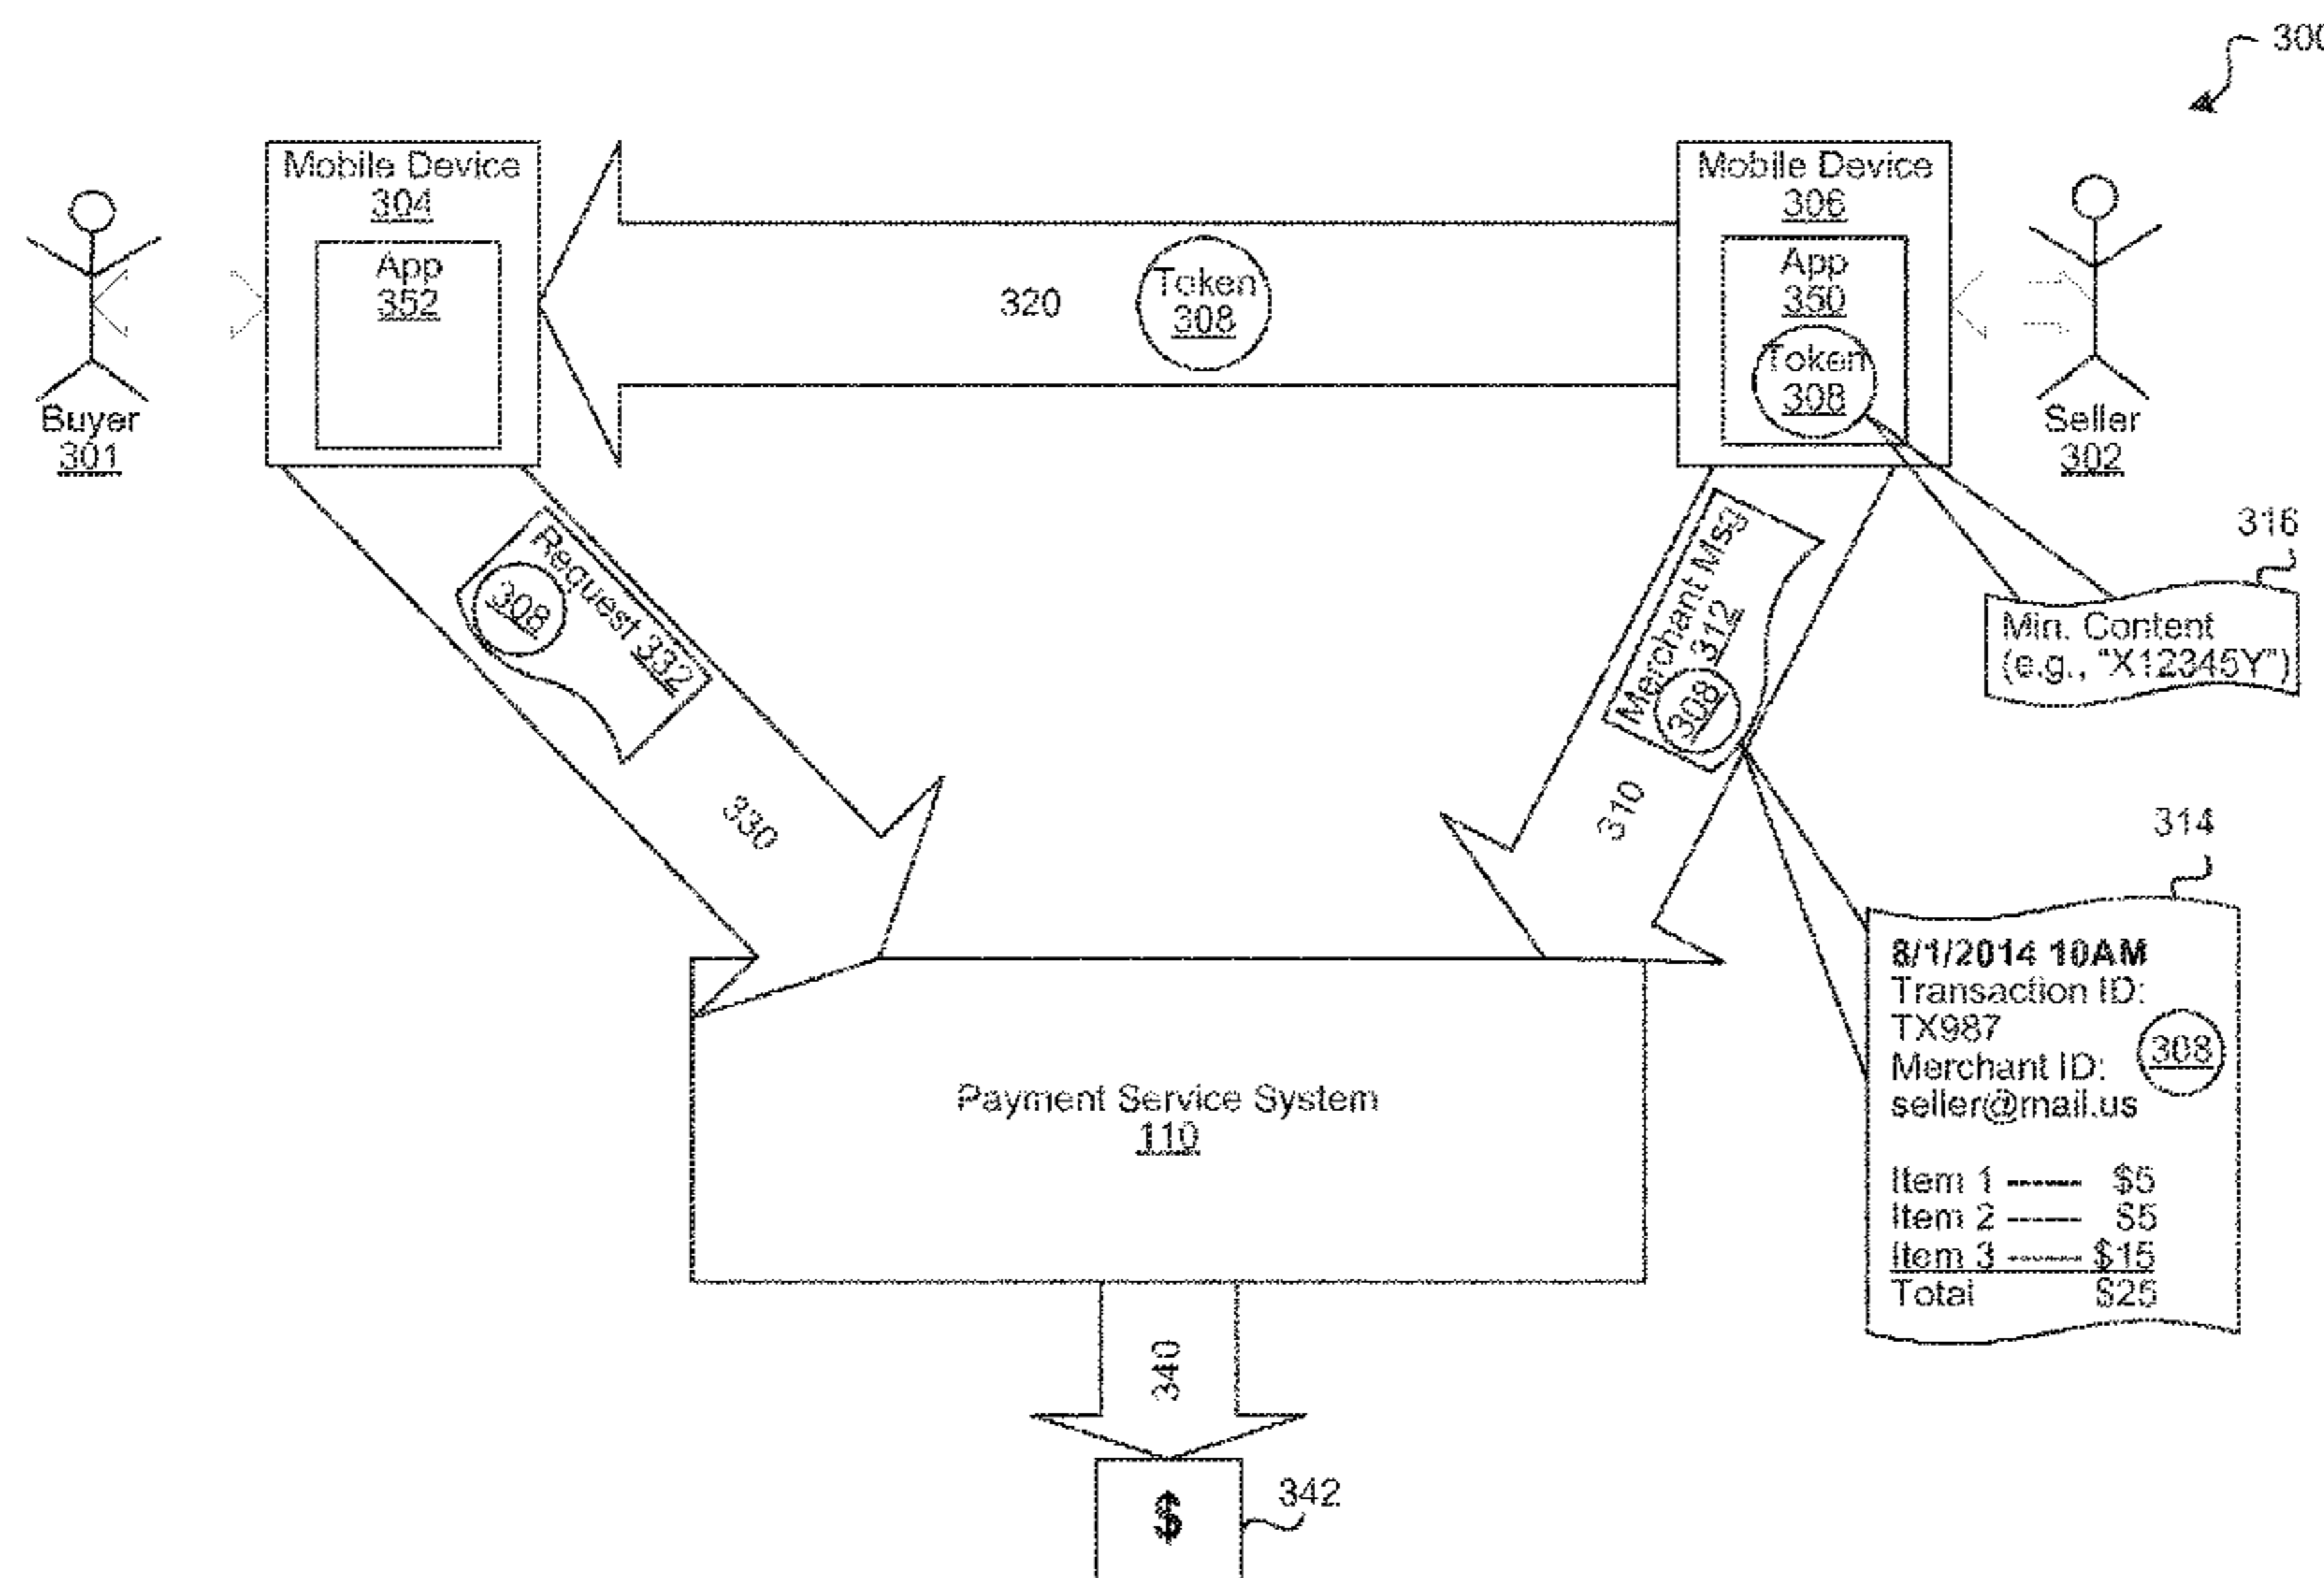 300
Mobile Device
304
App
352
Buyer
301
320
Token
308
Mobile Device
306
App
350
Token
308
Seller
302
Request 332
308
330
Merchant Msg
312
308
310
316
Min. Content
(e.g., “X12345Y”)
314
8/1/2014 10AM
Transaction ID:
TX987
308
Merchant ID:
seller@mail.us
Item 1 ------ $5
Item 2 ------ $5
Item 3 ------ $15
Total $25
Payment Service System
110
340
$
342